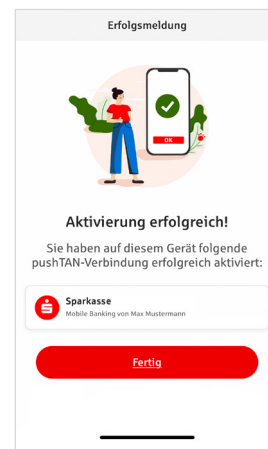 Erfolgsmeldung
OK
Aktivierung erfolgreich!
Sie haben auf diesem Gerät folgende
pushTAN-Verbindung erfolgreich aktiviert:
Sparkasse
Mobile Banking von Max Mustermann
Fertig